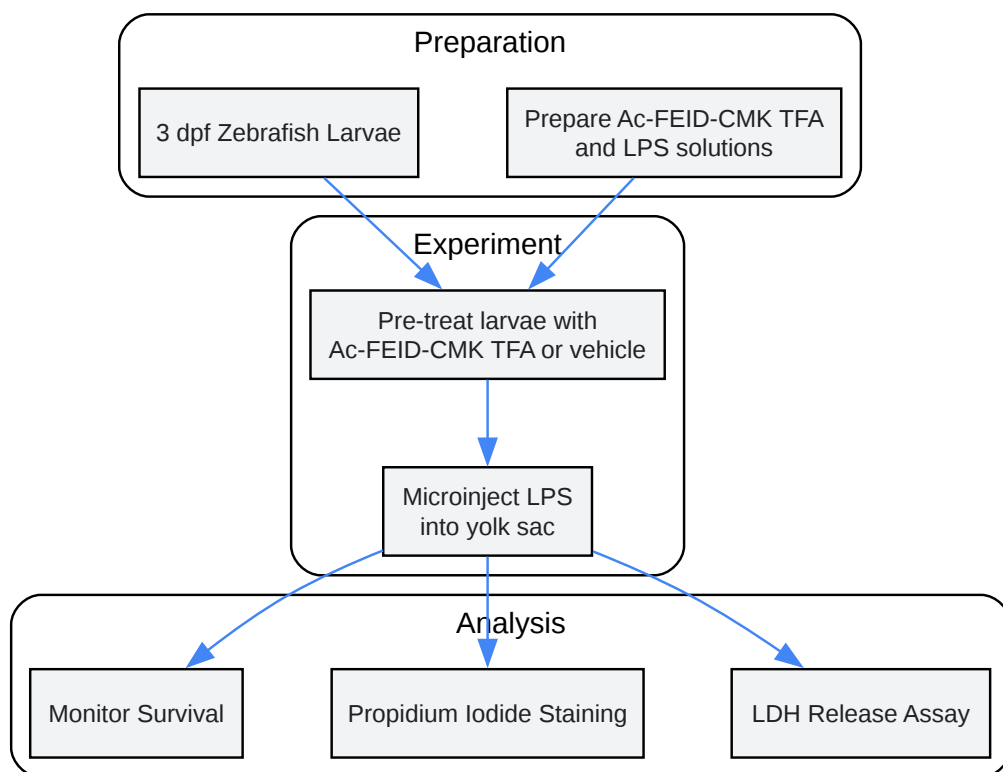 Preparation
3 dpf Zebrafish Larvae
Prepare Ac-FEID-CMK TFA
and LPS solutions
Experiment
Pre-treat larvae with
Ac-FEID-CMK TFA or vehicle
Microinject LPS
into yolk sac
Analysis
Monitor Survival
Propidium Iodide Staining
LDH Release Assay